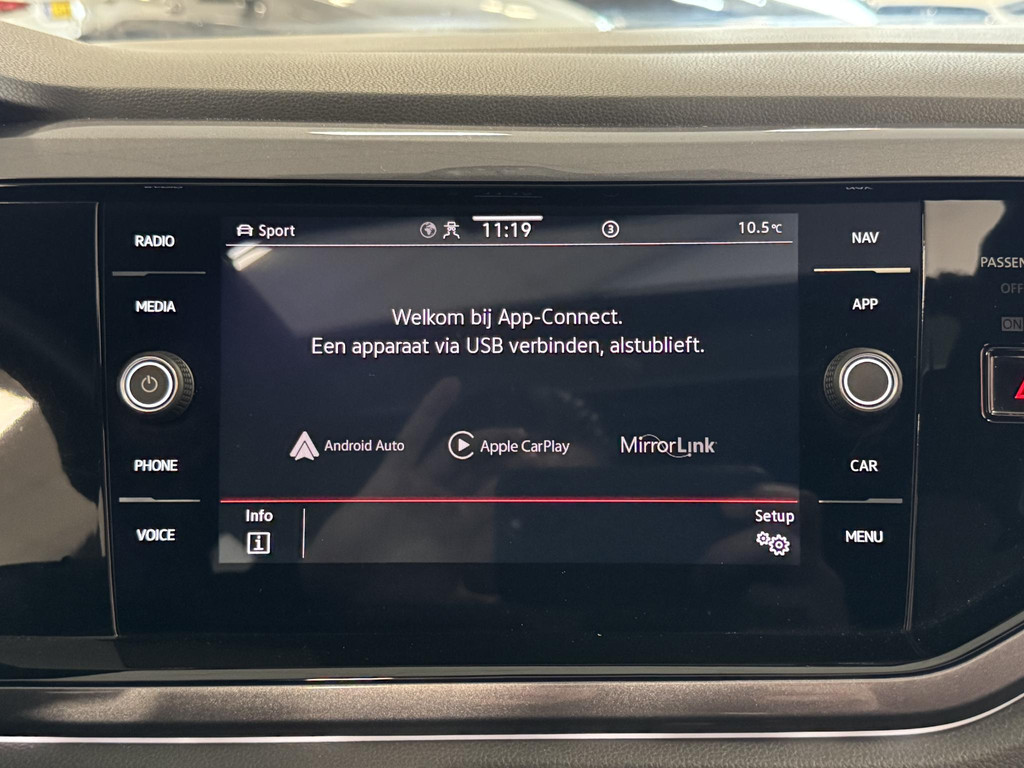 RADIO
MEDIA
PHONE
VOICE
Sport
11:19
3
10.5°C
Welkom bij App-Connect.
Een apparaat via USB verbinden, alstublieft.
Android Auto
Apple CarPlay
MirrorLink
Info
Setup
NAV
APP
CAR
MENU
OFF
ON